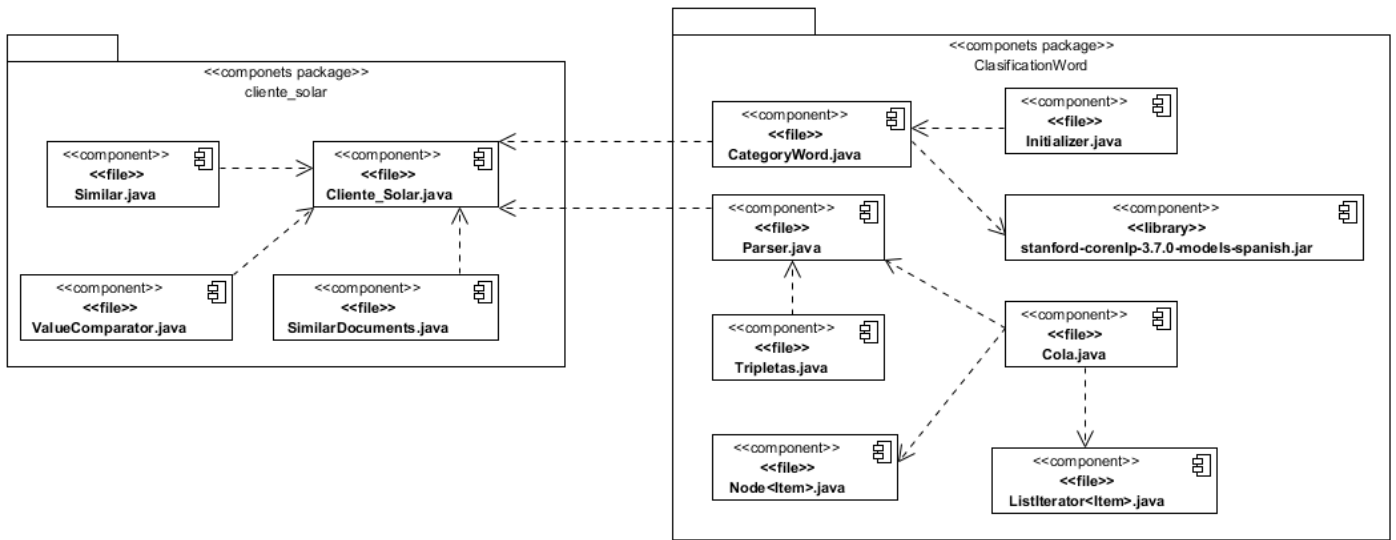 <<componets package>>
cliente_solar
<<component>>
<<file>>
Similar.java
<<component>>
<<file>>
Cliente_Solar.java
<<component>>
<<file>>
ValueComparator.java
<<component>>
<<file>>
SimilarDocuments.java
<<componets package>>
ClasificationWord
<<component>>
<<file>>
CategoryWord.java
<<component>>
<<file>>
Initializer.java
<<component>>
<<file>>
Parser.java
<<component>>
<<library>>
stanford-corenlp-3.7.0-models-spanish.jar
<<component>>
<<file>>
Tripletas.java
<<component>>
<<file>>
Cola.java
<<component>>
<<file>>
Node<Item>.java
<<component>>
<<file>>
ListIterator<Item>.java